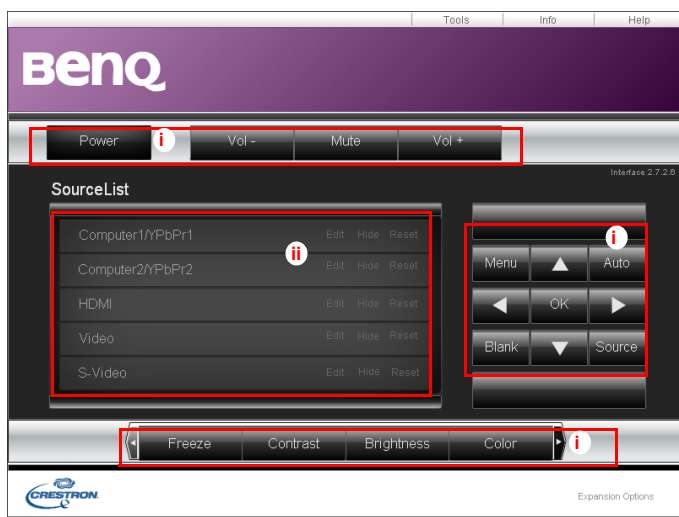 Tools Info Help
BenQ
Power i Vol - Mute Vol +
Interface 2.7.2.6
SourceList
Computer1/YPbPr1 Edit Hide Reset
ii
Computer2/YPbPr2 Edit Hide Reset
HDMI Edit Hide Reset
Video Edit Hide Reset
S-Video Edit Hide Reset
i
Menu Auto
OK
Blank Source
Freeze Contrast Brightness Color i
CRESTRON
Expansion Options